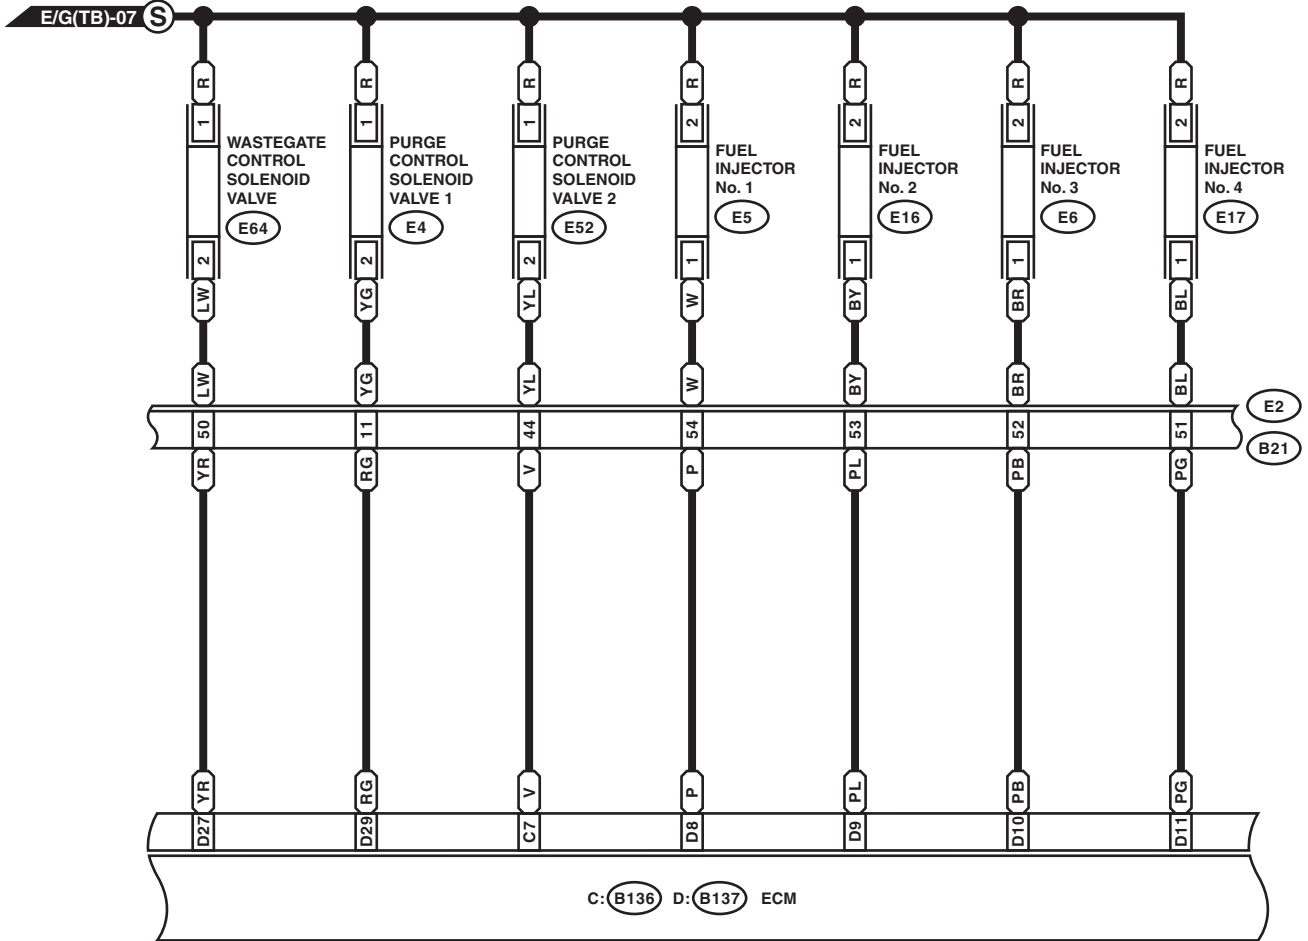 E/G(TB)-07 S
R R R R R R R
1 1 1 2 2 2 2
WASTEGATE
CONTROL
SOLENOID
VALVE
E64
PURGE
CONTROL
SOLENOID
VALVE 1
E4
PURGE
CONTROL
SOLENOID
VALVE 2
E52
FUEL
INJECTOR
No. 1
E5
FUEL
INJECTOR
No. 2
E16
FUEL
INJECTOR
No. 3
E6
FUEL
INJECTOR
No. 4
E17
2 2 2 1 1 1 1
LW YG YL W BY BR BL
LW YG YL W BY BR BL
E2
50 11 44 54 53 52 51
B21
YR RG V P PL PB PG
YR RG V P PL PB PG
D27 D29 C7 D8 D9 D10 D11
C: B136 D: B137 ECM